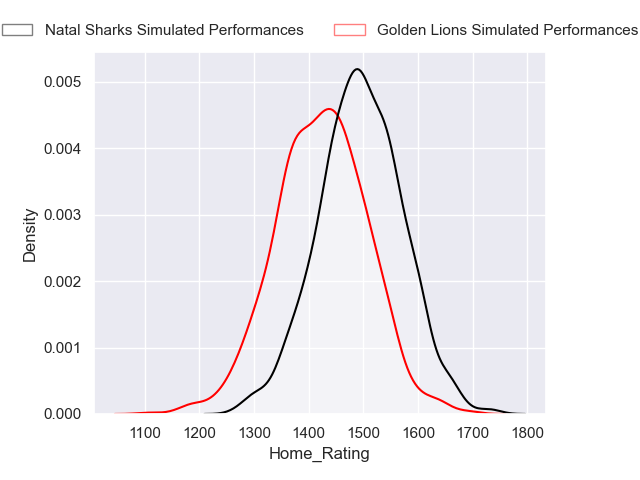 Natal Sharks Simulated Performances Golden Lions Simulated Performances
0.005
0.004
0.003
0.002
0.001
0.000
Density
1100 1200 1300 1400 1500 1600 1700 1800
Home_Rating